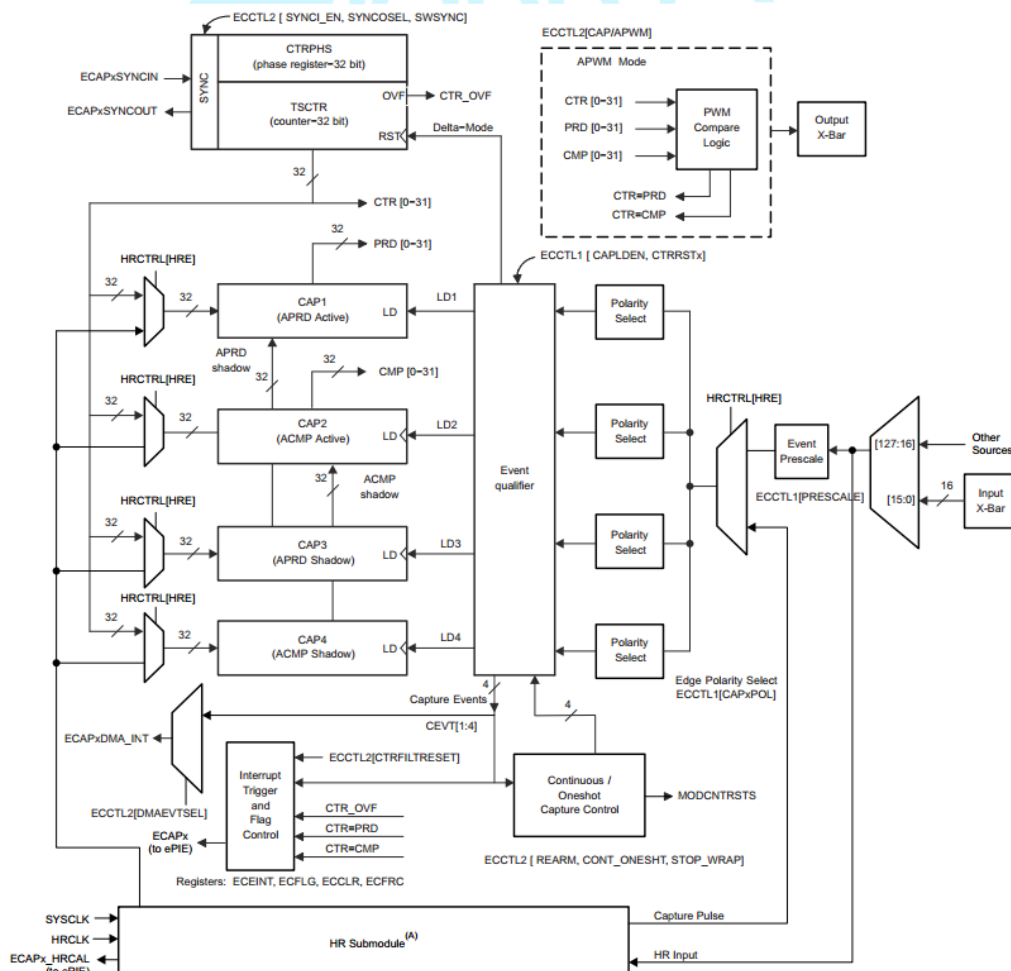 ECCTL2 [ SYNCI_EN, SYNCOSEL, SWSYNC]
SYNC
CTRPHS
(phase register=32 bit)
ECAPxSYNCIN
ECAPxSYNCOUT
TSCTR
(counter=32 bit)
OVF
CTR_OVF
RST
Delta-Mode
ECCTL2[CAP/APWM]
APWM Mode
CTR [0=31]
PRD [0=31]
CMP [0=31]
PWM
Compare
Logic
CTR=PRD
CTR=CMP
Output
X-Bar
32
CTR [0=31]
32
PRD [0=31]
ECCTL1 [ CAPLDEN, CTRRSTx]
HRCTRL[HRE]
32
32
CAP1
(APRD Active)
LD
LD1
Polarity
Select
APRD
shadow
32
32
CMP [0=31]
HRCTRL[HRE]
32
32
CAP2
(ACMP Active)
LD
LD2
Polarity
Select
HRCTRL[HRE]
Event
Prescale
ECCTL1[PRESCALE]
[127:16]
[15:0]
Other
Sources
16
Input
X-Bar
Event
qualifier
32
ACMP
shadow
HRCTRL[HRE]
32
32
CAP3
(APRD Shadow)
LD
LD3
Polarity
Select
HRCTRL[HRE]
32
32
CAP4
(ACMP Shadow)
LD
LD4
Polarity
Select
Edge Polarity Select
ECCTL1[CAPxPOL]
4
Capture Events
CEVT[1:4]
4
ECAPxDMA_INT
ECCTL2[DMAEVTSEL]
ECCTL2[CTRFILTRESET]
Interrupt
Trigger
and
Flag
Control
CTR_OVF
CTR=PRD
CTR=CMP
ECAPx
(to ePIE)
Continuous /
Oneshot
Capture Control
MODCNTRSTS
ECCTL2 [ REARM, CONT_ONESHT, STOP_WRAP]
Registers: ECEINT, ECFLG, ECCLR, ECFRC
SYSCLK
HRCLK
ECAPx_HRCAL
(to ePIE)
HR Submodule(A)
Capture Pulse
HR Input